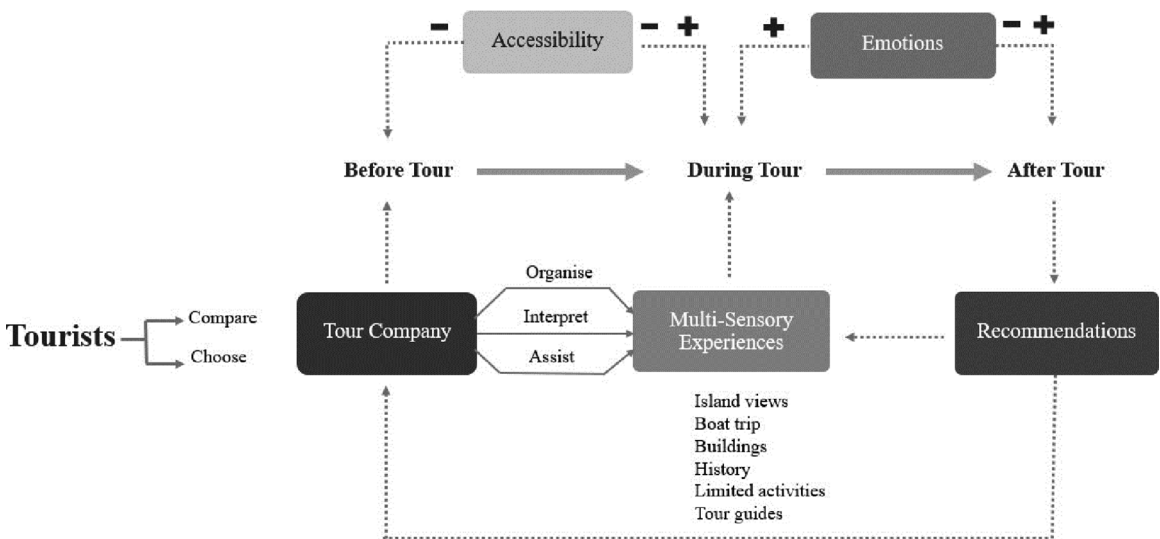 − Accessibility − +
+ Emotions − +
Before Tour
During Tour
After Tour
Tourists
Compare
Choose
Tour Company
Organise
Interpret
Assist
Multi-Sensory
Experiences
Recommendations
Island views
Boat trip
Buildings
History
Limited activities
Tour guides